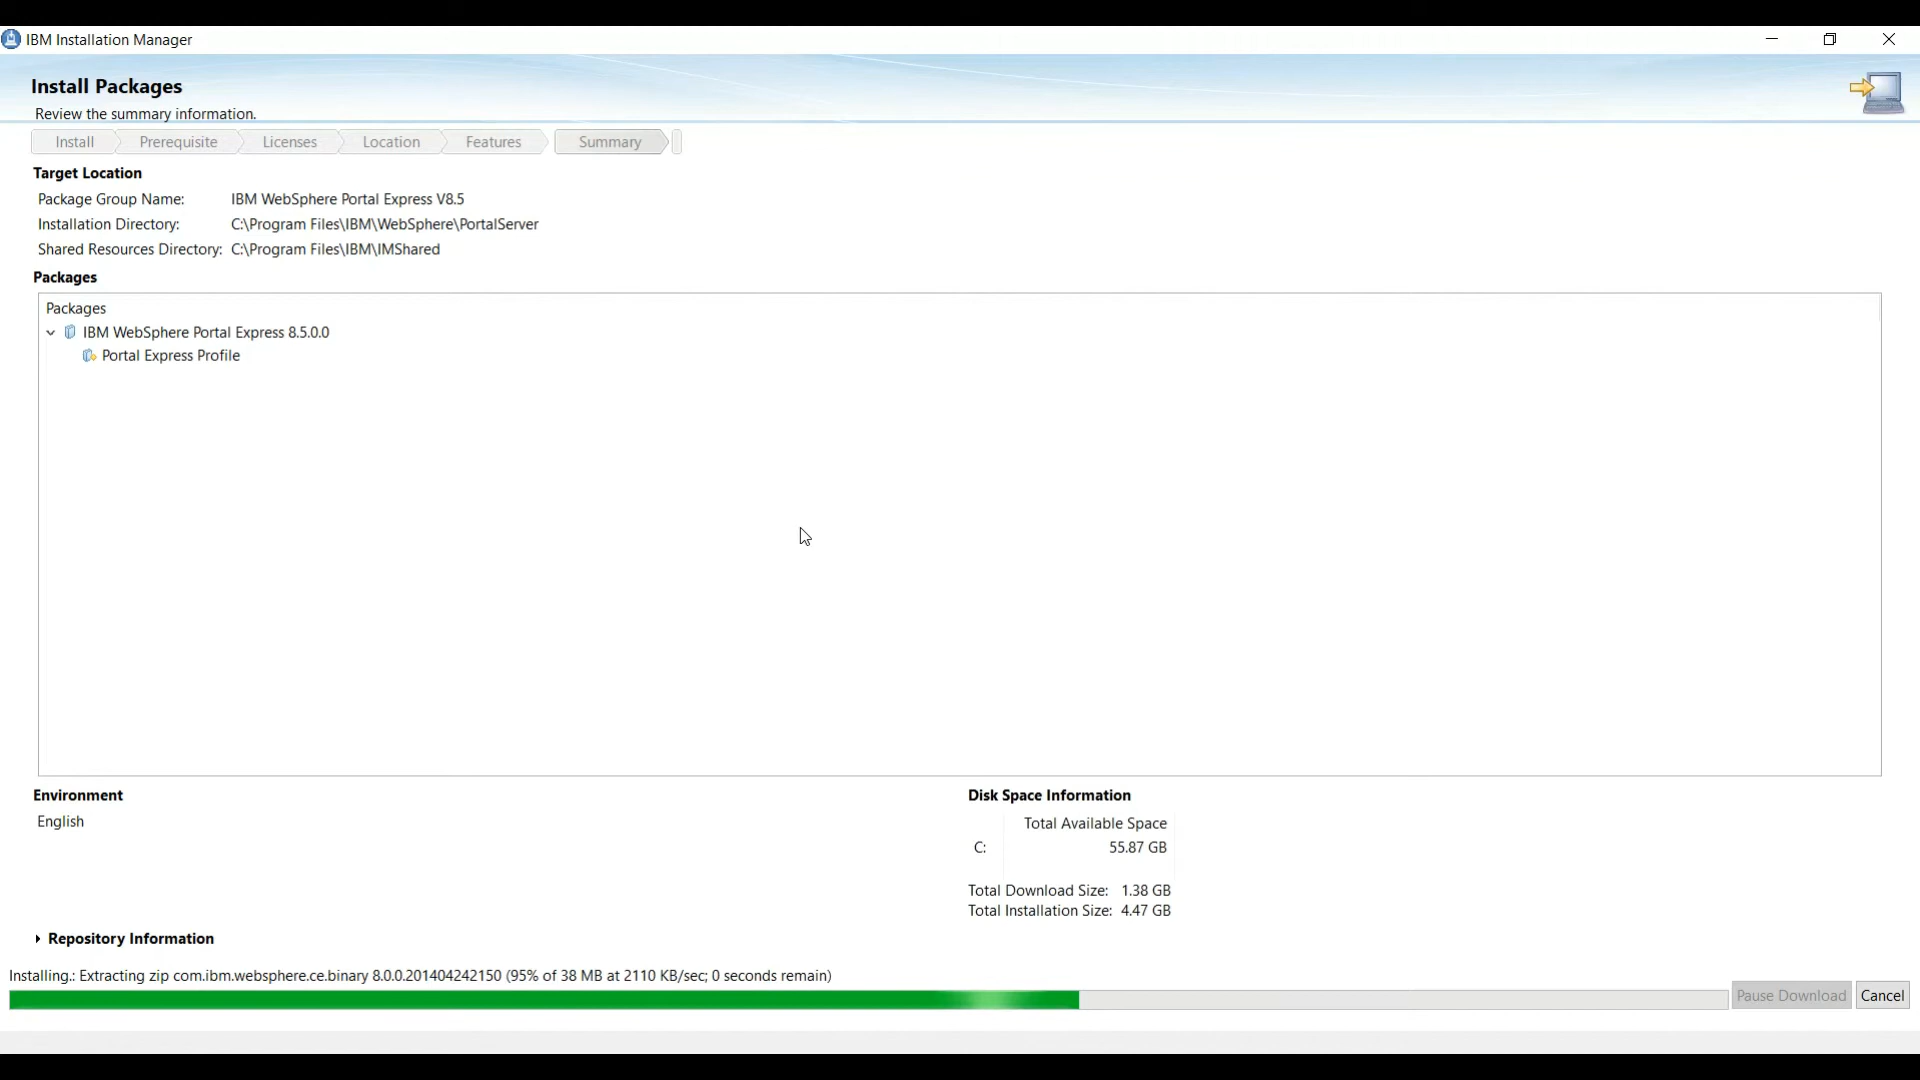 IBM Installation Manager
Install Packages
Review the summary information.
Install Prerequisite Licenses Location Features Summary
Target Location
Package Group Name: IBM WebSphere Portal Express V8.5
Installation Directory: C:\Program Files\IBM\WebSphere\PortalServer
Shared Resources Directory: C:\Program Files\IBM\IMShared
Packages
Packages
IBM WebSphere Portal Express 8.5.0.0
Portal Express Profile
Environment
English
Disk Space Information
Total Available Space
C: 55.87 GB
Total Download Size: 1.38 GB
Total Installation Size: 4.47 GB
Repository Information
Installing.: Extracting zip com.ibm.websphere.ce.binary 8.0.0.201404242150 (95% of 38 MB at 2110 KB/sec; 0 seconds remain)
Pause Download Cancel